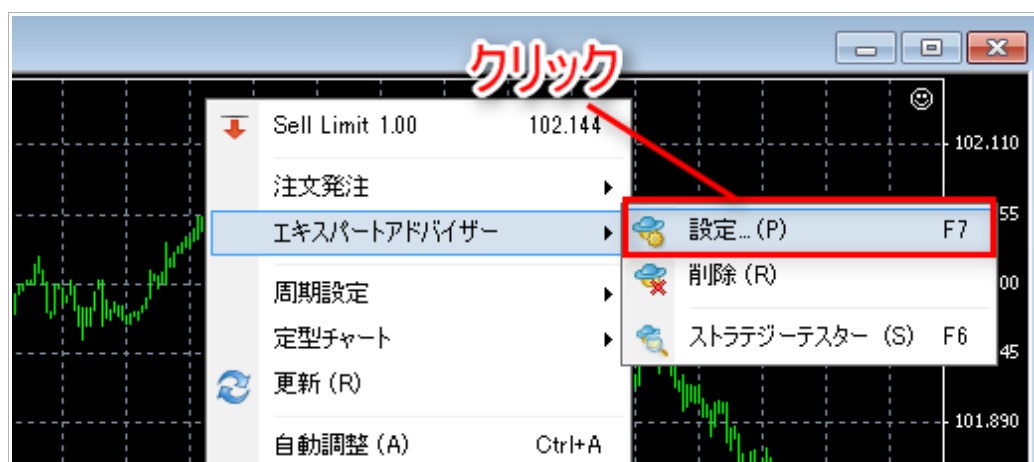 クリック
Sell Limit 1.00 102.144
102.110
注文発注
エキスパートアドバイザー
設定...(P) F7
55
削除 (R)
00
周期設定
定型チャート
ストラテジーテスター (S) F6
45
更新 (R)
101.890
自動調整 (A) Ctrl+A